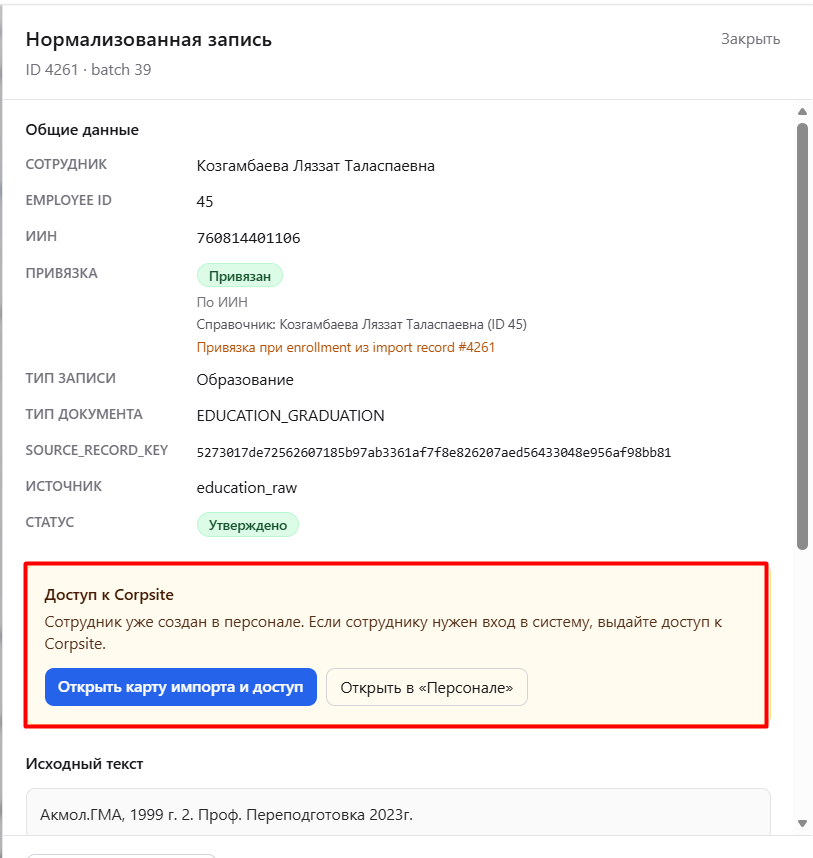 Нормализованная запись
Закрыть
ID 4261 · batch 39
Общие данные
СОТРУДНИК Козгамбаева Ляззат Таласпаевна
EMPLOYEE ID 45
ИИН 760814401106
ПРИВЯЗКА Привязан
По ИИН
Справочник: Козгамбаева Ляззат Таласпаевна (ID 45)
Привязка при enrollment из import record #4261
ТИП ЗАПИСИ Образование
ТИП ДОКУМЕНТА EDUCATION_GRADUATION
SOURCE_RECORD_KEY 5273017de72562607185b97ab3361af7f8e826207aed56433048e956af98bb81
ИСТОЧНИК education_raw
СТАТУС Утверждено
Доступ к Corpsite
Сотрудник уже создан в персонале. Если сотруднику нужен вход в систему, выдайте доступ к
Corpsite.
Открыть карту импорта и доступ Открыть в «Персонале»
Исходный текст
Акмол.ГМА, 1999 г. 2. Проф. Переподготовка 2023г.